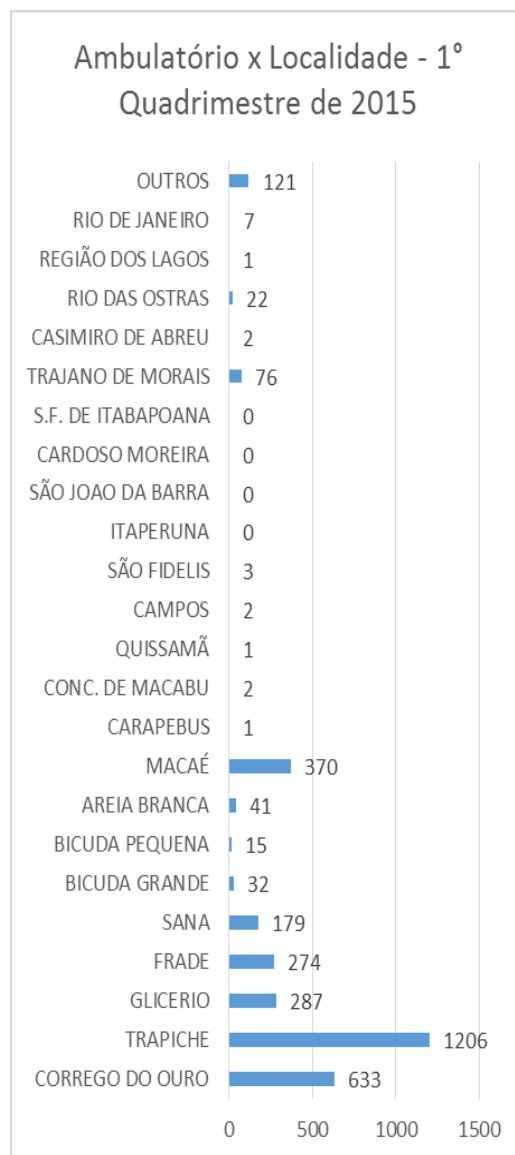 Ambulatório x Localidade - 1°
Quadrimestre de 2015
OUTROS 121
RIO DE JANEIRO 7
REGIÃO DOS LAGOS 1
RIO DAS OSTRAS 22
CASIMIRO DE ABREU 2
TRAJANO DE MORAIS 76
S.F. DE ITABAPOANA 0
CARDOSO MOREIRA 0
SÃO JOAO DA BARRA 0
ITAPERUNA 0
SÃO FIDELIS 3
CAMPOS 2
QUISSAMÃ 1
CONC. DE MACABU 2
CARAPEBUS 1
MACAÉ 370
AREIA BRANCA 41
BICUDA PEQUENA 15
BICUDA GRANDE 32
SANA 179
FRADE 274
GLICERIO 287
TRAPICHE 1206
CORREGO DO OURO 633
0 500 1000 1500